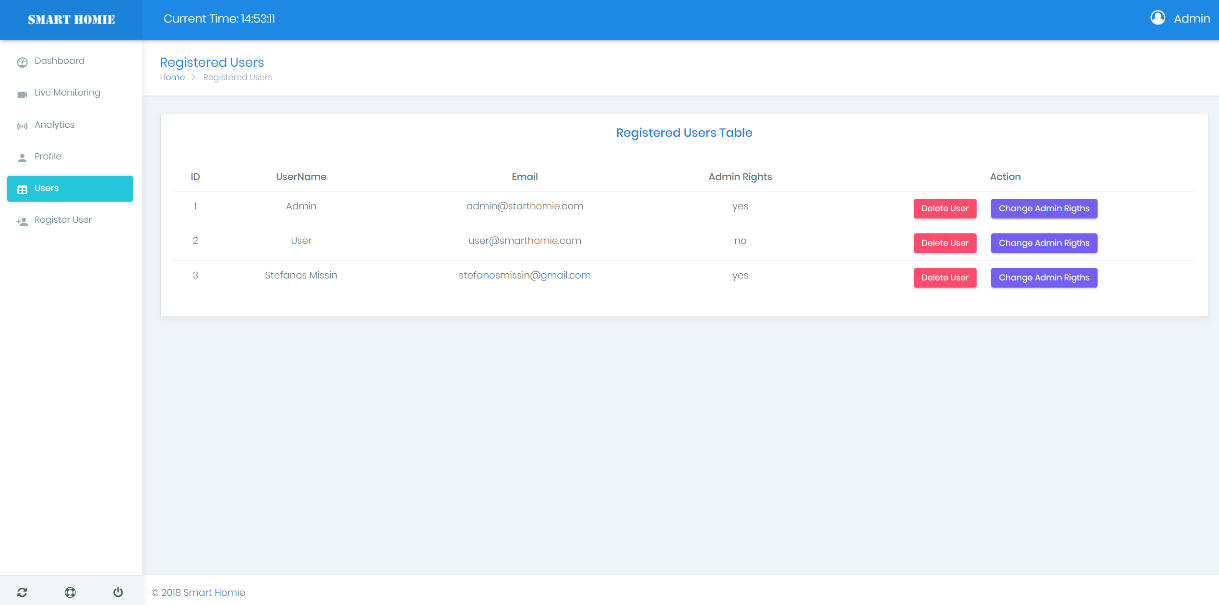 SMART HOMIE
Current Time: 14:53:11
Admin
Dashboard
Live Monitoring
Analytics
Profile
Users
Register User
Registered Users
Home > Registered Users
Registered Users Table
ID UserName Email Admin Rights Action
1 Admin admin@starthomie.com yes Delete User Change Admin Rigths
2 User user@smarthomie.com no Delete User Change Admin Rigths
3 Stefanos Missin stefanosmissin@gmail.com yes Delete User Change Admin Rigths
© 2018 Smart Homie